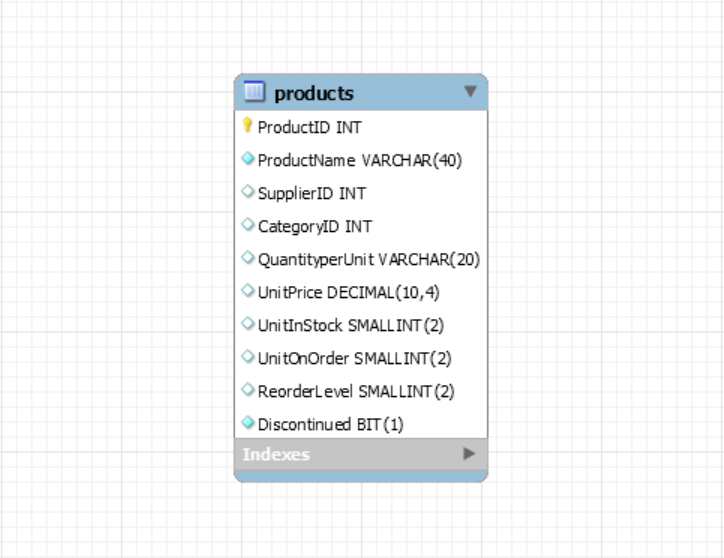 products
ProductID INT
ProductName VARCHAR(40)
SupplierID INT
CategoryID INT
QuantityperUnit VARCHAR(20)
UnitPrice DECIMAL(10,4)
UnitInStock SMALLINT(2)
UnitOnOrder SMALLINT(2)
ReorderLevel SMALLINT(2)
Discontinued BIT(1)
Indexes